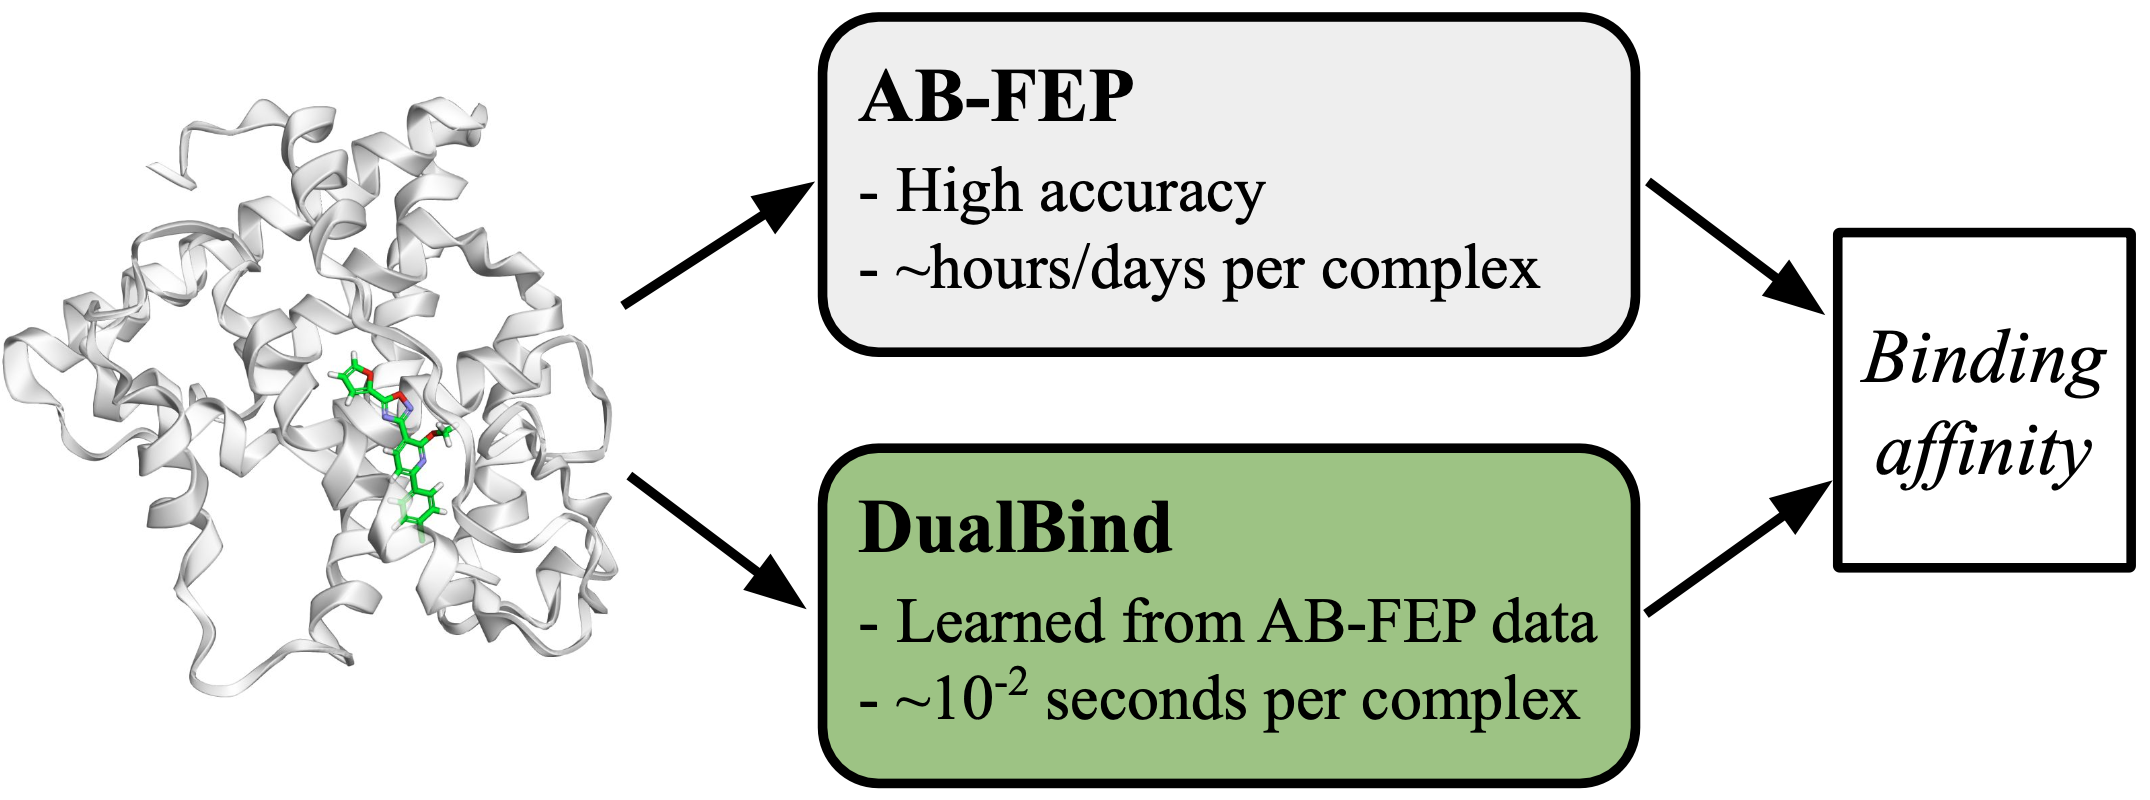 AB-FEP
- High accuracy
- ~hours/days per complex
DualBind
- Learned from AB-FEP data
- ~10⁻² seconds per complex
Binding
affinity